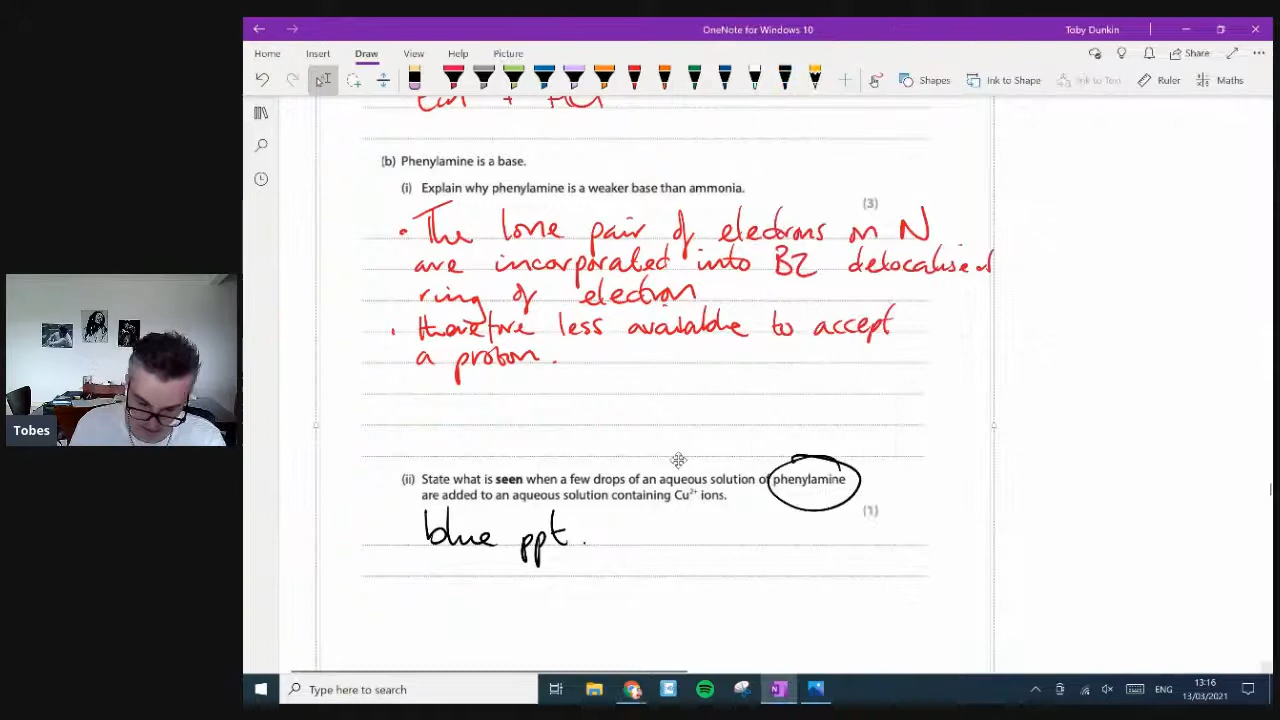 OneNote for Windows 10
Toby Dunkin
Home Insert Draw View Help Picture
Share
Shapes Ink to Shape Ink to Text Ruler Maths
+ HCl
(b) Phenylamine is a base.
(i) Explain why phenylamine is a weaker base than ammonia.
(3)
• The lone pair of electrons on N
are incorporated into BZ delocalised
ring of electron
• therefore less available to accept
a proton.
(ii) State what is seen when a few drops of an aqueous solution of phenylamine
are added to an aqueous solution containing Cu²⁺ ions.
(1)
blue ppt.
Tobes
Type here to search
ENG
13:16
13/03/2021